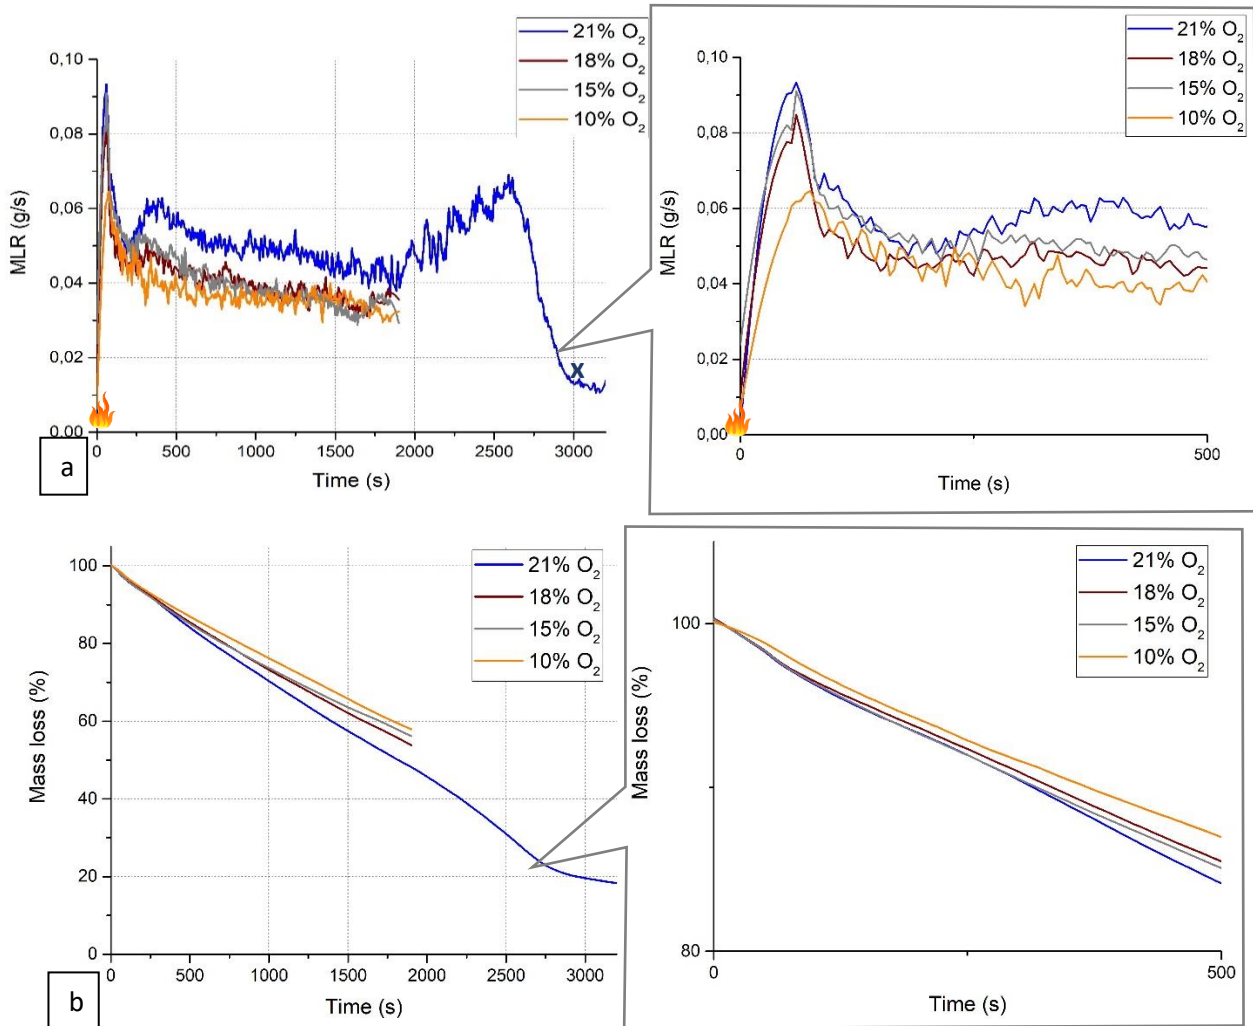 21% O2
18% O2
15% O2
10% O2
0,10
0,08
0,06
0,04
0,02
0,00
MLR (g/s)
0 500 1000 1500 2000 2500 3000
Time (s)
X
a
21% O2
18% O2
15% O2
10% O2
0,10
0,08
0,06
0,04
0,02
0,00
MLR (g/s)
0 500
Time (s)
21% O2
18% O2
15% O2
10% O2
100
80
60
40
20
0
Mass loss (%)
0 500 1000 1500 2000 2500 3000
Time (s)
b
21% O2
18% O2
15% O2
10% O2
100
80
Mass loss (%)
0 500
Time (s)